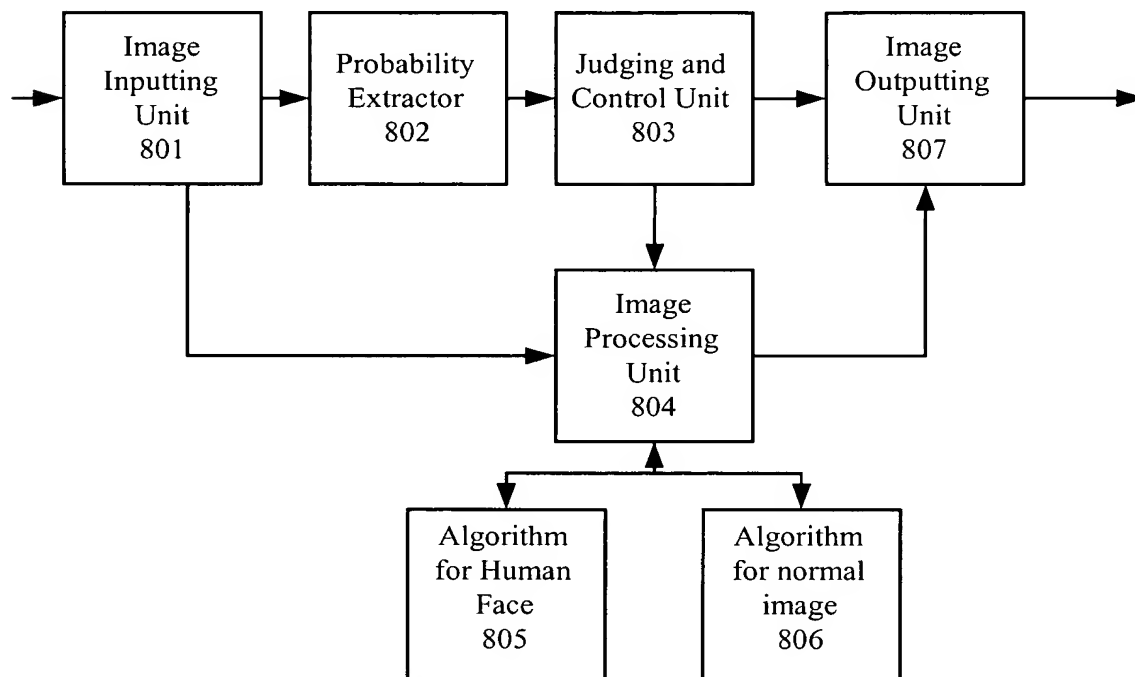 Image
Inputting
Unit
801
Probability
Extractor
802
Judging and
Control Unit
803
Image
Outputting
Unit
807
Image
Processing
Unit
804
Algorithm
for Human
Face
805
Algorithm
for normal
image
806